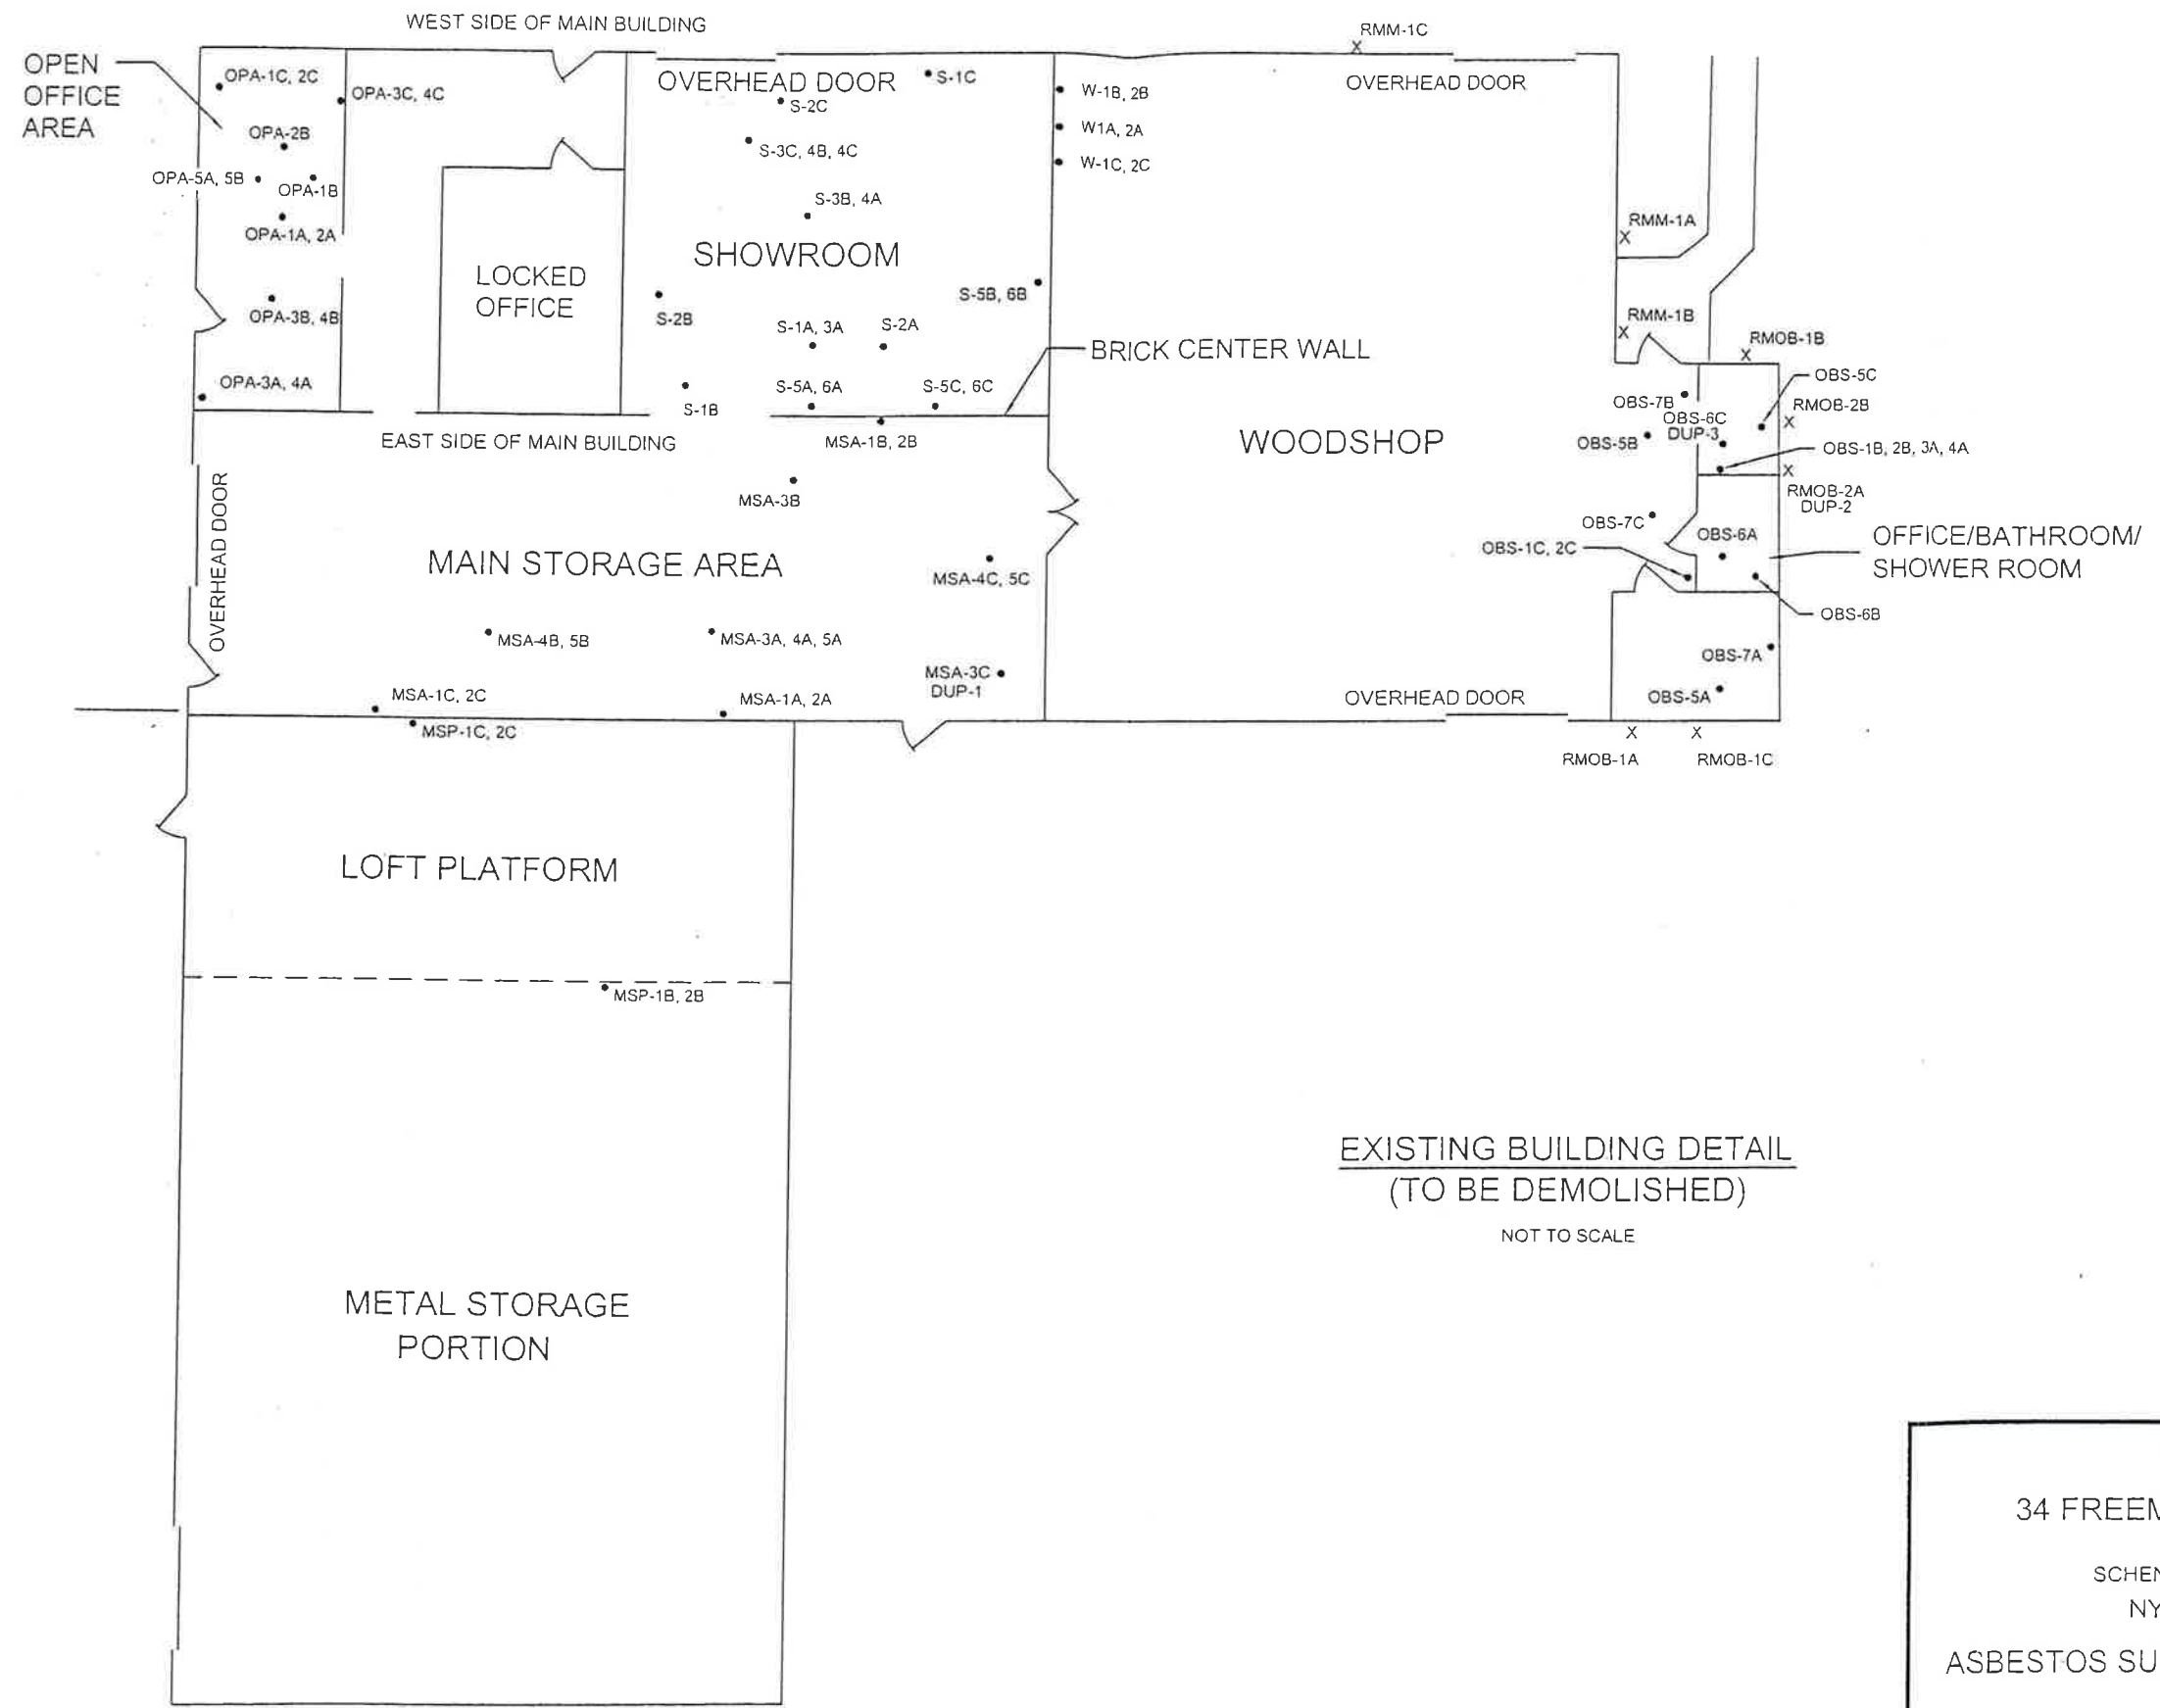 WEST SIDE OF MAIN BUILDING
OPEN
OFFICE
AREA
OPA-1C, 2C
OPA-3C, 4C
OPA-2B
OPA-5A, 5B
OPA-1B
OPA-1A, 2A
OPA-3B, 4B
OPA-3A, 4A
LOCKED
OFFICE
OVERHEAD DOOR
S-1C
S-2C
S-3C, 4B, 4C
S-3B, 4A
SHOWROOM
S-5B, 6B
S-2B
S-1A, 3A
S-2A
S-5A, 6A
S-5C, 6C
S-1B
W-1B, 2B
W1A, 2A
W-1C, 2C
BRICK CENTER WALL
RMM-1C
OVERHEAD DOOR
RMM-1A
RMM-1B
RMOB-1B
OBS-5C
RMOB-2B
OBS-7B
OBS-6C
DUP-3
OBS-5B
OBS-1B, 2B, 3A, 4A
RMOB-2A
DUP-2
WOODSHOP
OBS-7C
OBS-6A
OBS-1C, 2C
OFFICE/BATHROOM/
SHOWER ROOM
OBS-6B
OBS-7A
OBS-5A
OVERHEAD DOOR
RMOB-1A
RMOB-1C
EAST SIDE OF MAIN BUILDING
MSA-1B, 2B
MSA-3B
OVERHEAD DOOR
MAIN STORAGE AREA
MSA-4C, 5C
MSA-4B, 5B
MSA-3A, 4A, 5A
MSA-3C
DUP-1
MSA-1C, 2C
MSA-1A, 2A
MSP-1C, 2C
LOFT PLATFORM
MSP-1B, 2B
METAL STORAGE
PORTION
EXISTING BUILDING DETAIL
(TO BE DEMOLISHED)
NOT TO SCALE
34 FREEM
SCHEN
NY
ASBESTOS SU